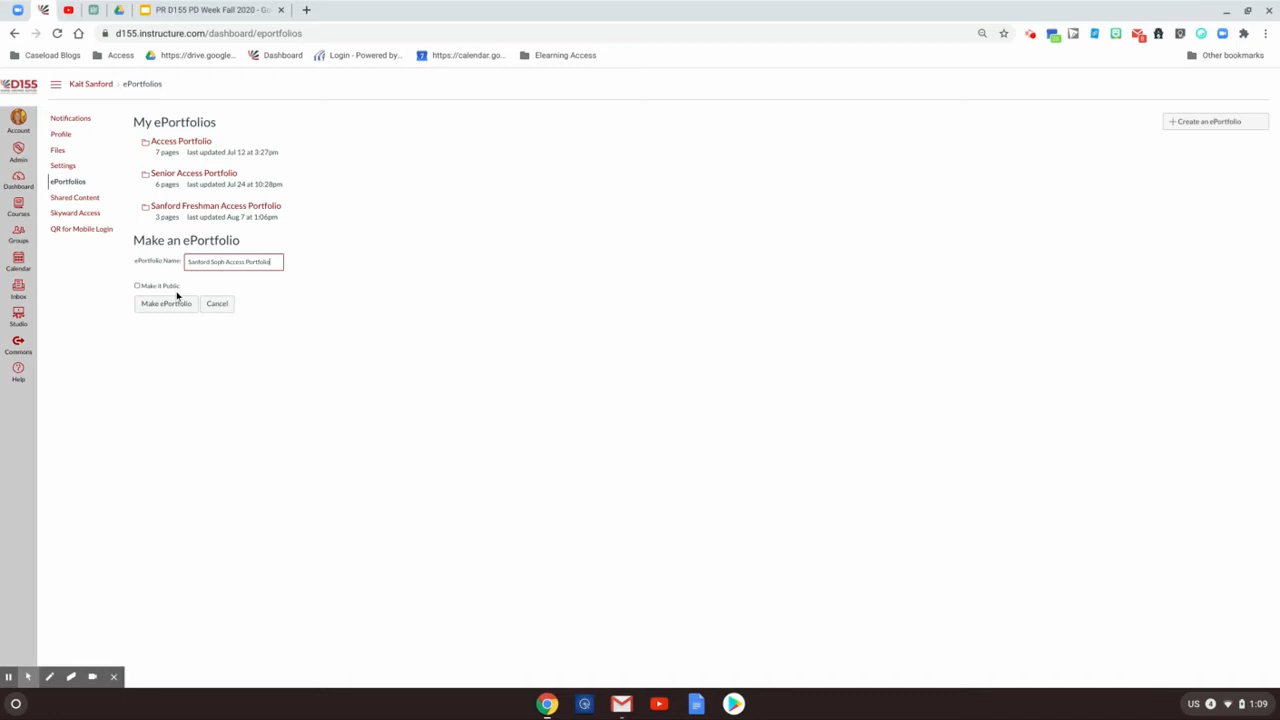 PR D155 PD Week Fall 2020 - Go
d155.instructure.com/dashboard/eportfolios
Caseload Blogs
Access
https://drive.google...
Dashboard
Login - Powered by...
https://calendar.go...
Elearning Access
Other bookmarks
D155
Kait Sanford › ePortfolios
Account
Admin
Dashboard
Courses
Groups
Calendar
Inbox
Studio
Commons
Help
Notifications
Profile
Files
Settings
ePortfolios
Shared Content
Skyward Access
QR for Mobile Login
My ePortfolios
Access Portfolio
7 pages last updated Jul 12 at 3:27pm
Senior Access Portfolio
6 pages last updated Jul 24 at 10:28pm
Sanford Freshman Access Portfolio
3 pages last updated Aug 7 at 1:06pm
Make an ePortfolio
ePortfolio Name: Sanford Soph Access Portfolio
Make it Public
Make ePortfolio Cancel
+ Create an ePortfolio
US 4 1:09